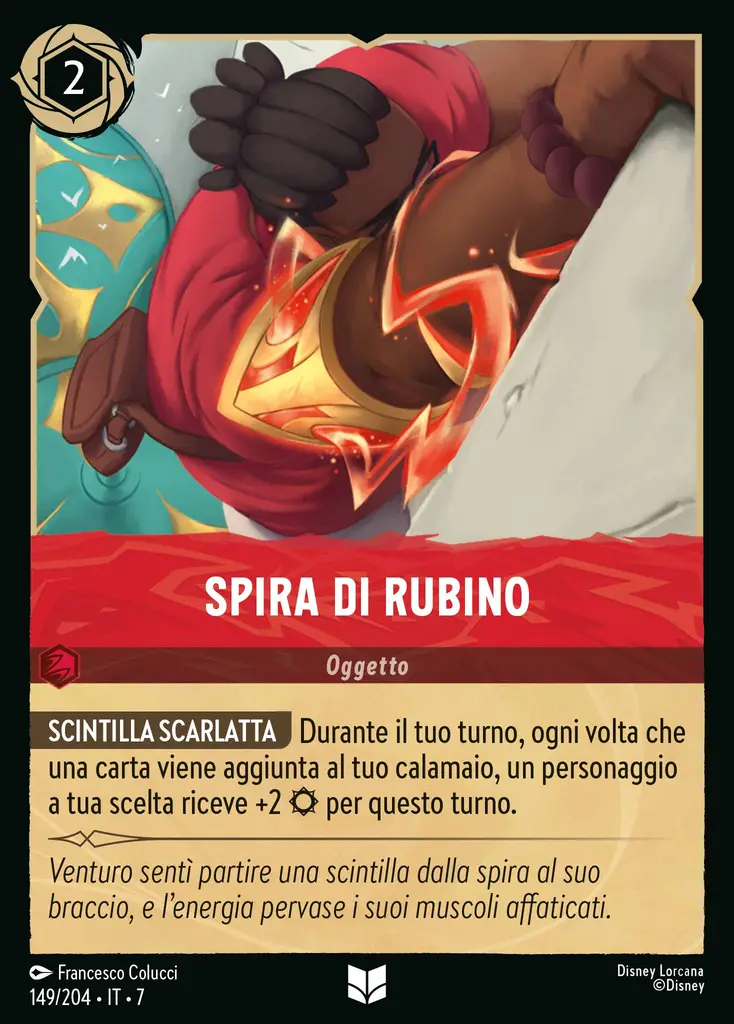 2
SPIRA DI RUBINO
Oggetto
SCINTILLA SCARLATTA Durante il tuo turno, ogni volta che
una carta viene aggiunta al tuo calamaio, un personaggio
a tua scelta riceve +2 per questo turno.
Venturo sentì partire una scintilla dalla spira al suo
braccio, e l'energia pervase i suoi muscoli affaticati.
Francesco Colucci
149/204 • IT • 7
Disney Lorcana
©Disney